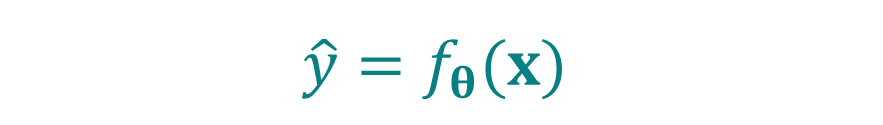 ŷ = f_𝛉(𝐱)